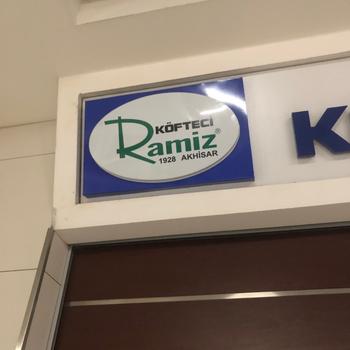 KÖFTECİ
Ramiz®
1928 AKHİSAR
K